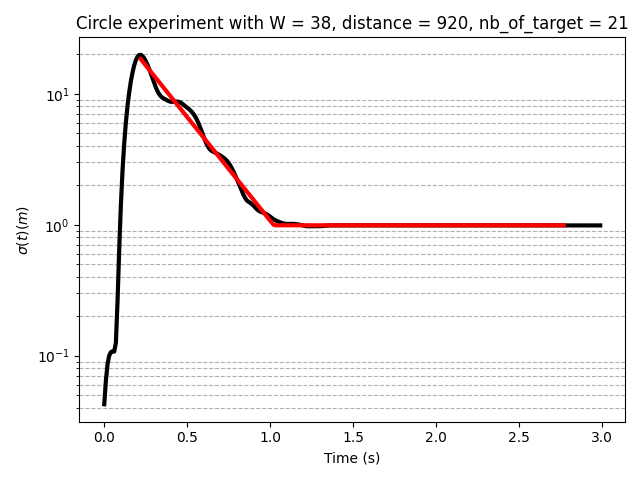 Circle experiment with W = 38, distance = 920, nb_of_target = 21
σ(t)(m)
10¹
10⁰
10⁻¹
0.0 0.5 1.0 1.5 2.0 2.5 3.0
Time (s)